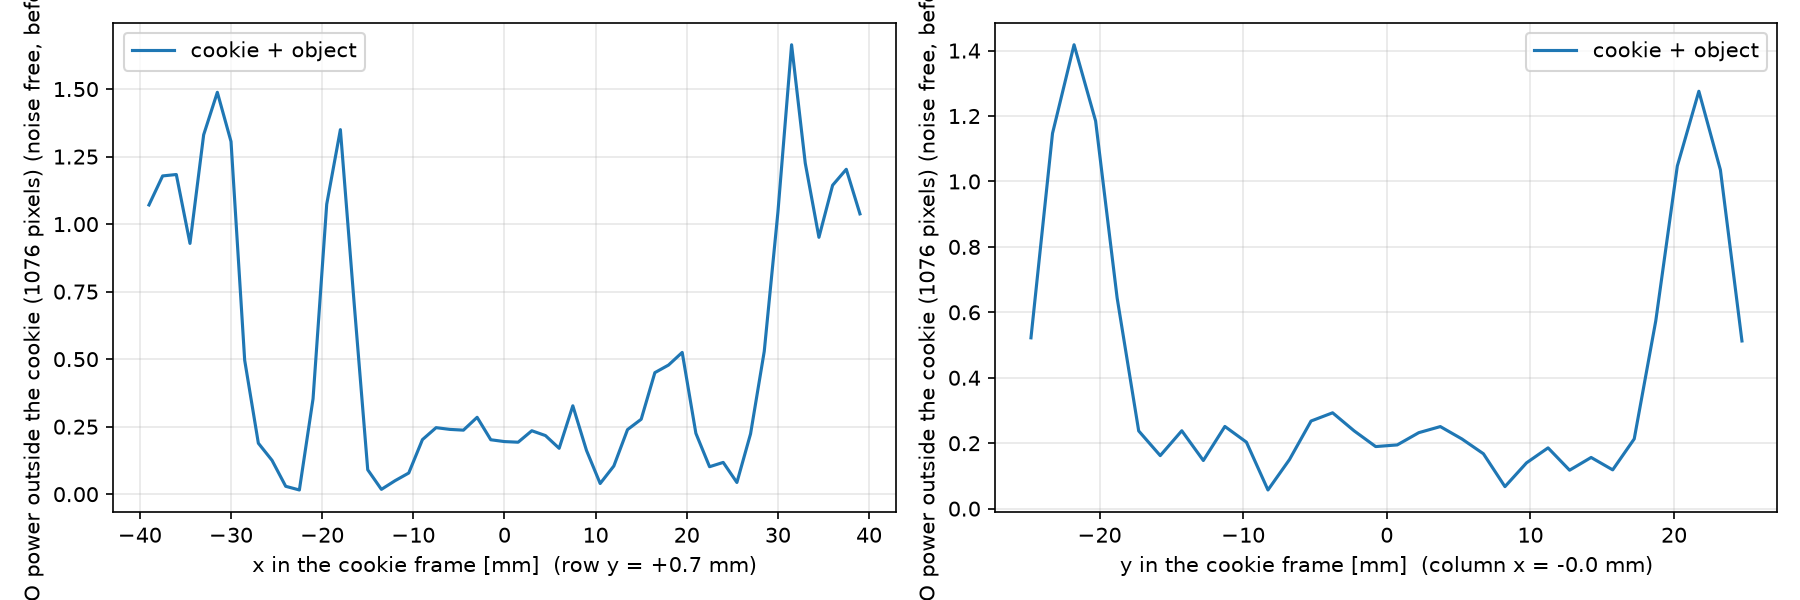 O power outside the cookie (1076 pixels) (noise free, befo
cookie + object
1.50
1.25
1.00
0.75
0.50
0.25
0.00
−40 −30 −20 −10 0 10 20 30 40
x in the cookie frame [mm] (row y = +0.7 mm)
O power outside the cookie (1076 pixels) (noise free, befo
cookie + object
1.4
1.2
1.0
0.8
0.6
0.4
0.2
0.0
−20 −10 0 10 20
y in the cookie frame [mm] (column x = -0.0 mm)